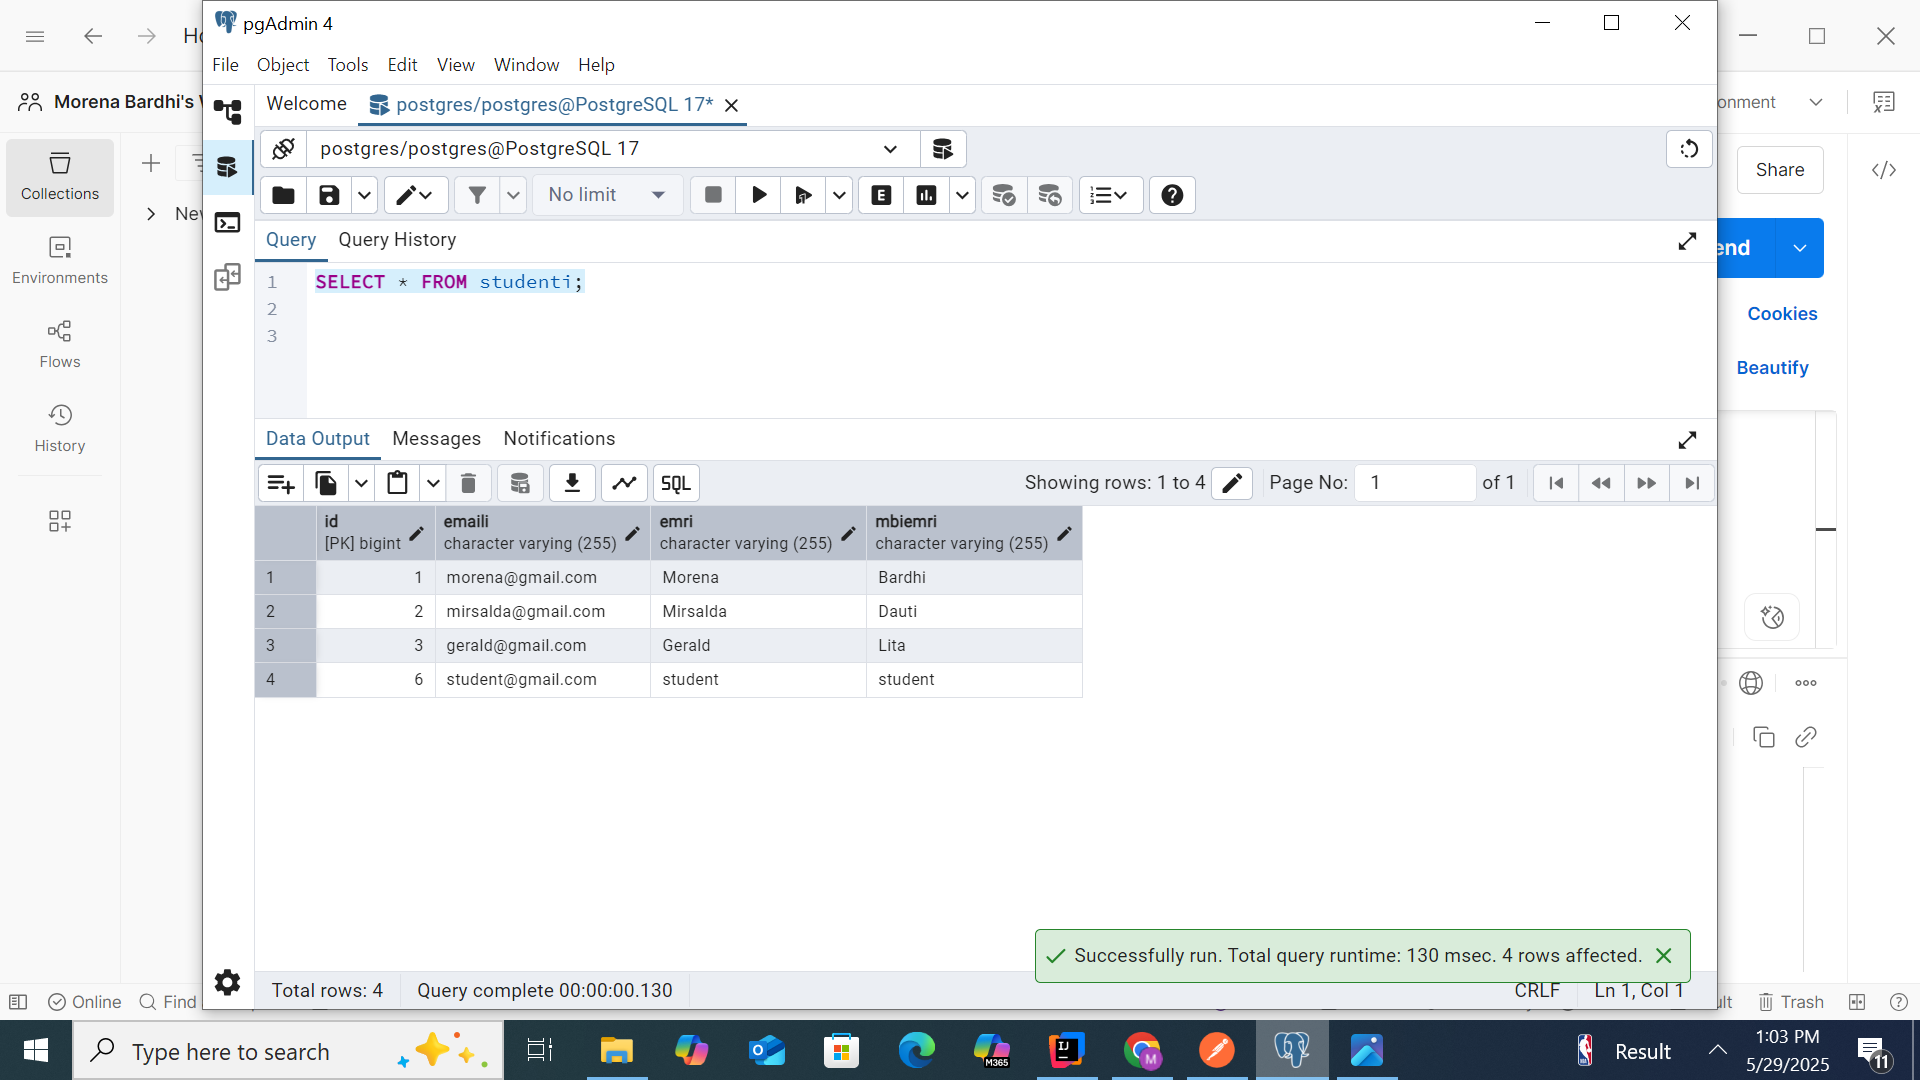 pgAdmin 4
File Object Tools Edit View Window Help
Morena Bardhi's
Welcome postgres/postgres@PostgreSQL 17*
onment
postgres/postgres@PostgreSQL 17
Share
Collections
No limit
E
Query Query History
end
Environments
1 SELECT * FROM studenti;
2
3
Cookies
Flows
Beautify
History
Data Output Messages Notifications
SQL
Showing rows: 1 to 4 Page No: 1 of 1
id emaili emri mbiemri
[PK] bigint character varying (255) character varying (255) character varying (255)
1 1 morena@gmail.com Morena Bardhi
2 2 mirsalda@gmail.com Mirsalda Dauti
3 3 gerald@gmail.com Gerald Lita
4 6 student@gmail.com student student
Successfully run. Total query runtime: 130 msec. 4 rows affected.
Total rows: 4 Query complete 00:00:00.130 CRLF Ln 1, Col 1
Online Find Trash
Type here to search
M365
IJ
M
Result
1:03 PM
5/29/2025
11